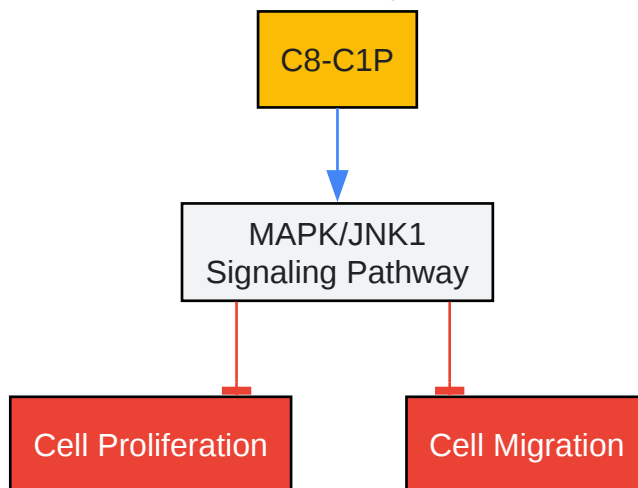 C8-C1P
MAPK/JNK1
Signaling Pathway
Cell Proliferation
Cell Migration